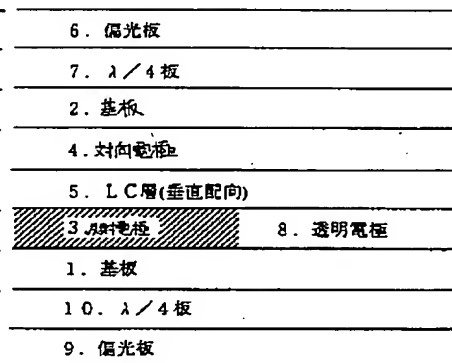 6. 偏光板
7. λ／4板
2. 基板
4. 対向電極
5. LC層(垂直配向)
3 反射電極 8. 透明電極
1. 基板
10. λ／4板
9. 偏光板